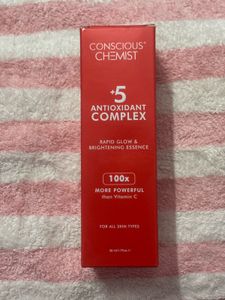 CONSCIOUS
CHEMIST
+5
ANTIOXIDANT
COMPLEX
RAPID GLOW &
BRIGHTENING ESSENCE
100x
MORE POWERFUL
than Vitamin C
FOR ALL SKIN TYPES